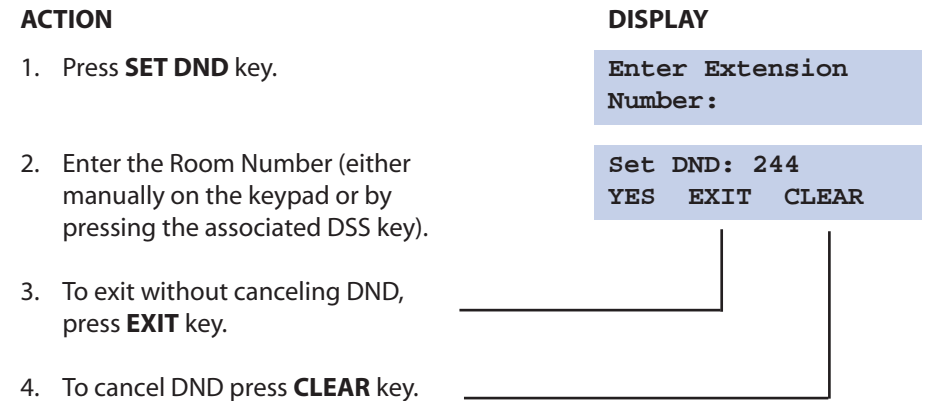 ACTION DISPLAY
1. Press SET DND key.
Enter Extension
Number:
2. Enter the Room Number (either
manually on the keypad or by
pressing the associated DSS key).
Set DND: 244
YES EXIT CLEAR
3. To exit without canceling DND,
press EXIT key.
4. To cancel DND press CLEAR key.